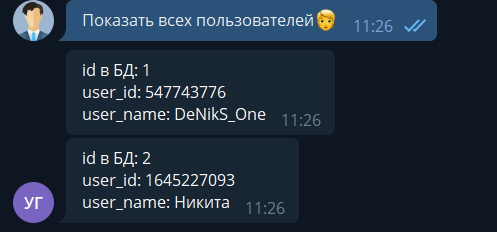 Показать всех пользователей👨
11:26
id в БД: 1
user_id: 547743776
user_name: DeNikS_One
11:26
id в БД: 2
user_id: 1645227093
user_name: Никита
11:26
УГ